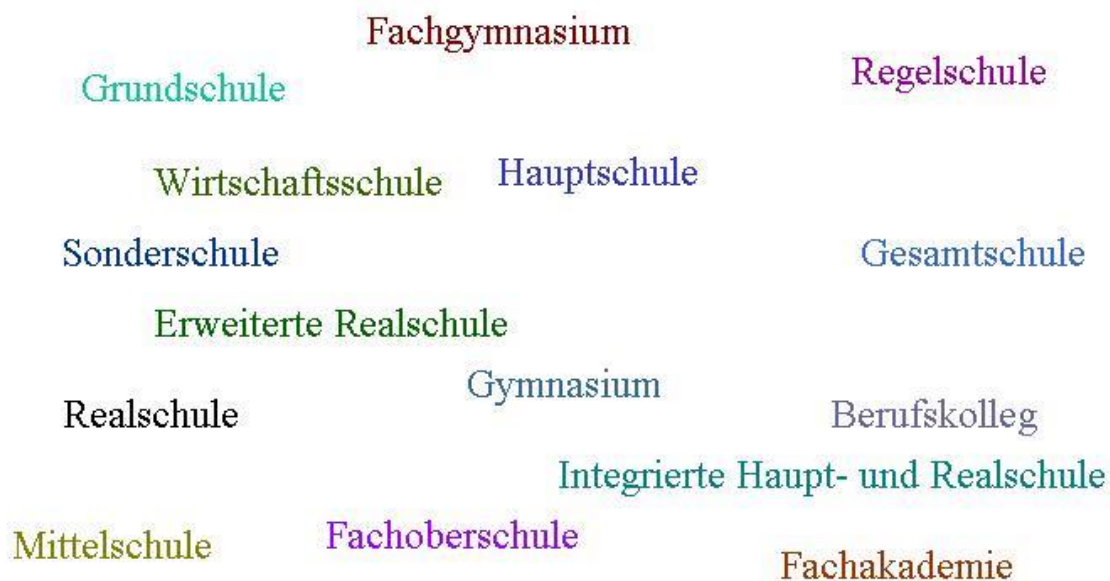 Fachgymnasium
Regelschule
Grundschule
Hauptschule
Wirtschaftsschule
Sonderschule
Gesamtschule
Erweiterte Realschule
Gymnasium
Realschule
Berufskolleg
Integrierte Haupt- und Realschule
Fachoberschule
Mittelschule
Fachakademie